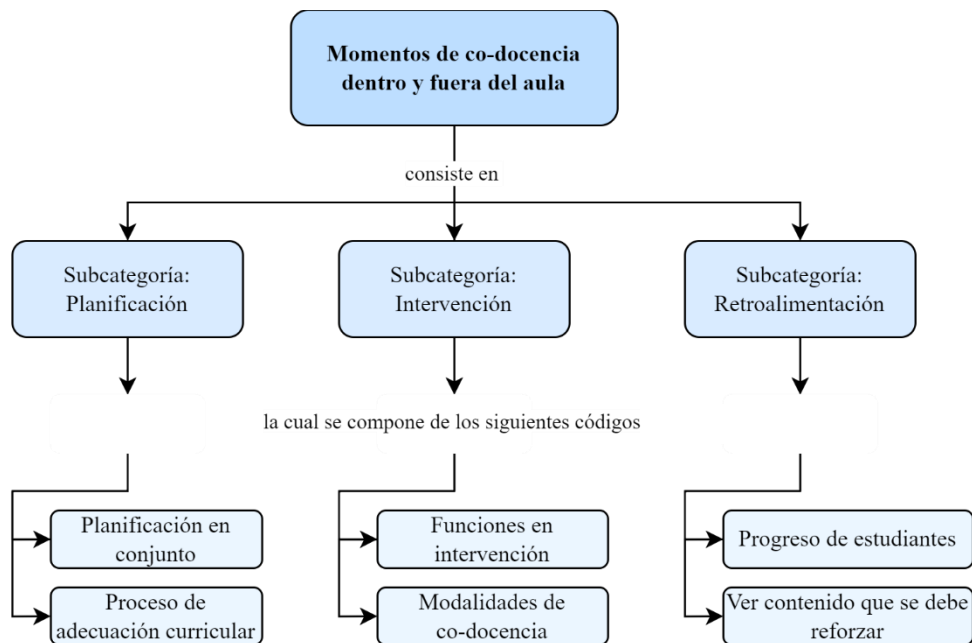 Momentos de co-docencia
dentro y fuera del aula
consiste en
Subcategoría:
Planificación
Subcategoría:
Intervención
Subcategoría:
Retroalimentación
la cual se compone de los siguientes códigos
Planificación en
conjunto
Proceso de
adecuación curricular
Funciones en
intervención
Modalidades de
co-docencia
Progreso de estudiantes
Ver contenido que se debe
reforzar